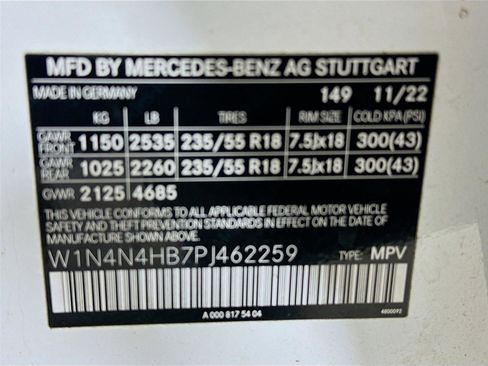 MFD BY MERCEDES-BENZ AG STUTTGART
MADE IN GERMANY 149 11/22
KG LB TIRES RIM SIZE COLD KPA(PSI)
GAWR FRONT 1150 2535 235/55 R18 7.5Jx18 300(43)
GAWR REAR 1025 2260 235/55 R18 7.5Jx18 300(43)
GVWR 2125 4685
THIS VEHICLE CONFORMS TO ALL APPLICABLE FEDERAL MOTOR VEHICLE
SAFETY AND THEFT PREVENTION STANDARDS IN EFFECT ON THE DATE
OF MANUFACTURE SHOWN ABOVE.
W1N4N4HB7PJ462259 TYPE: MPV
A 000 817 54 04 4800092